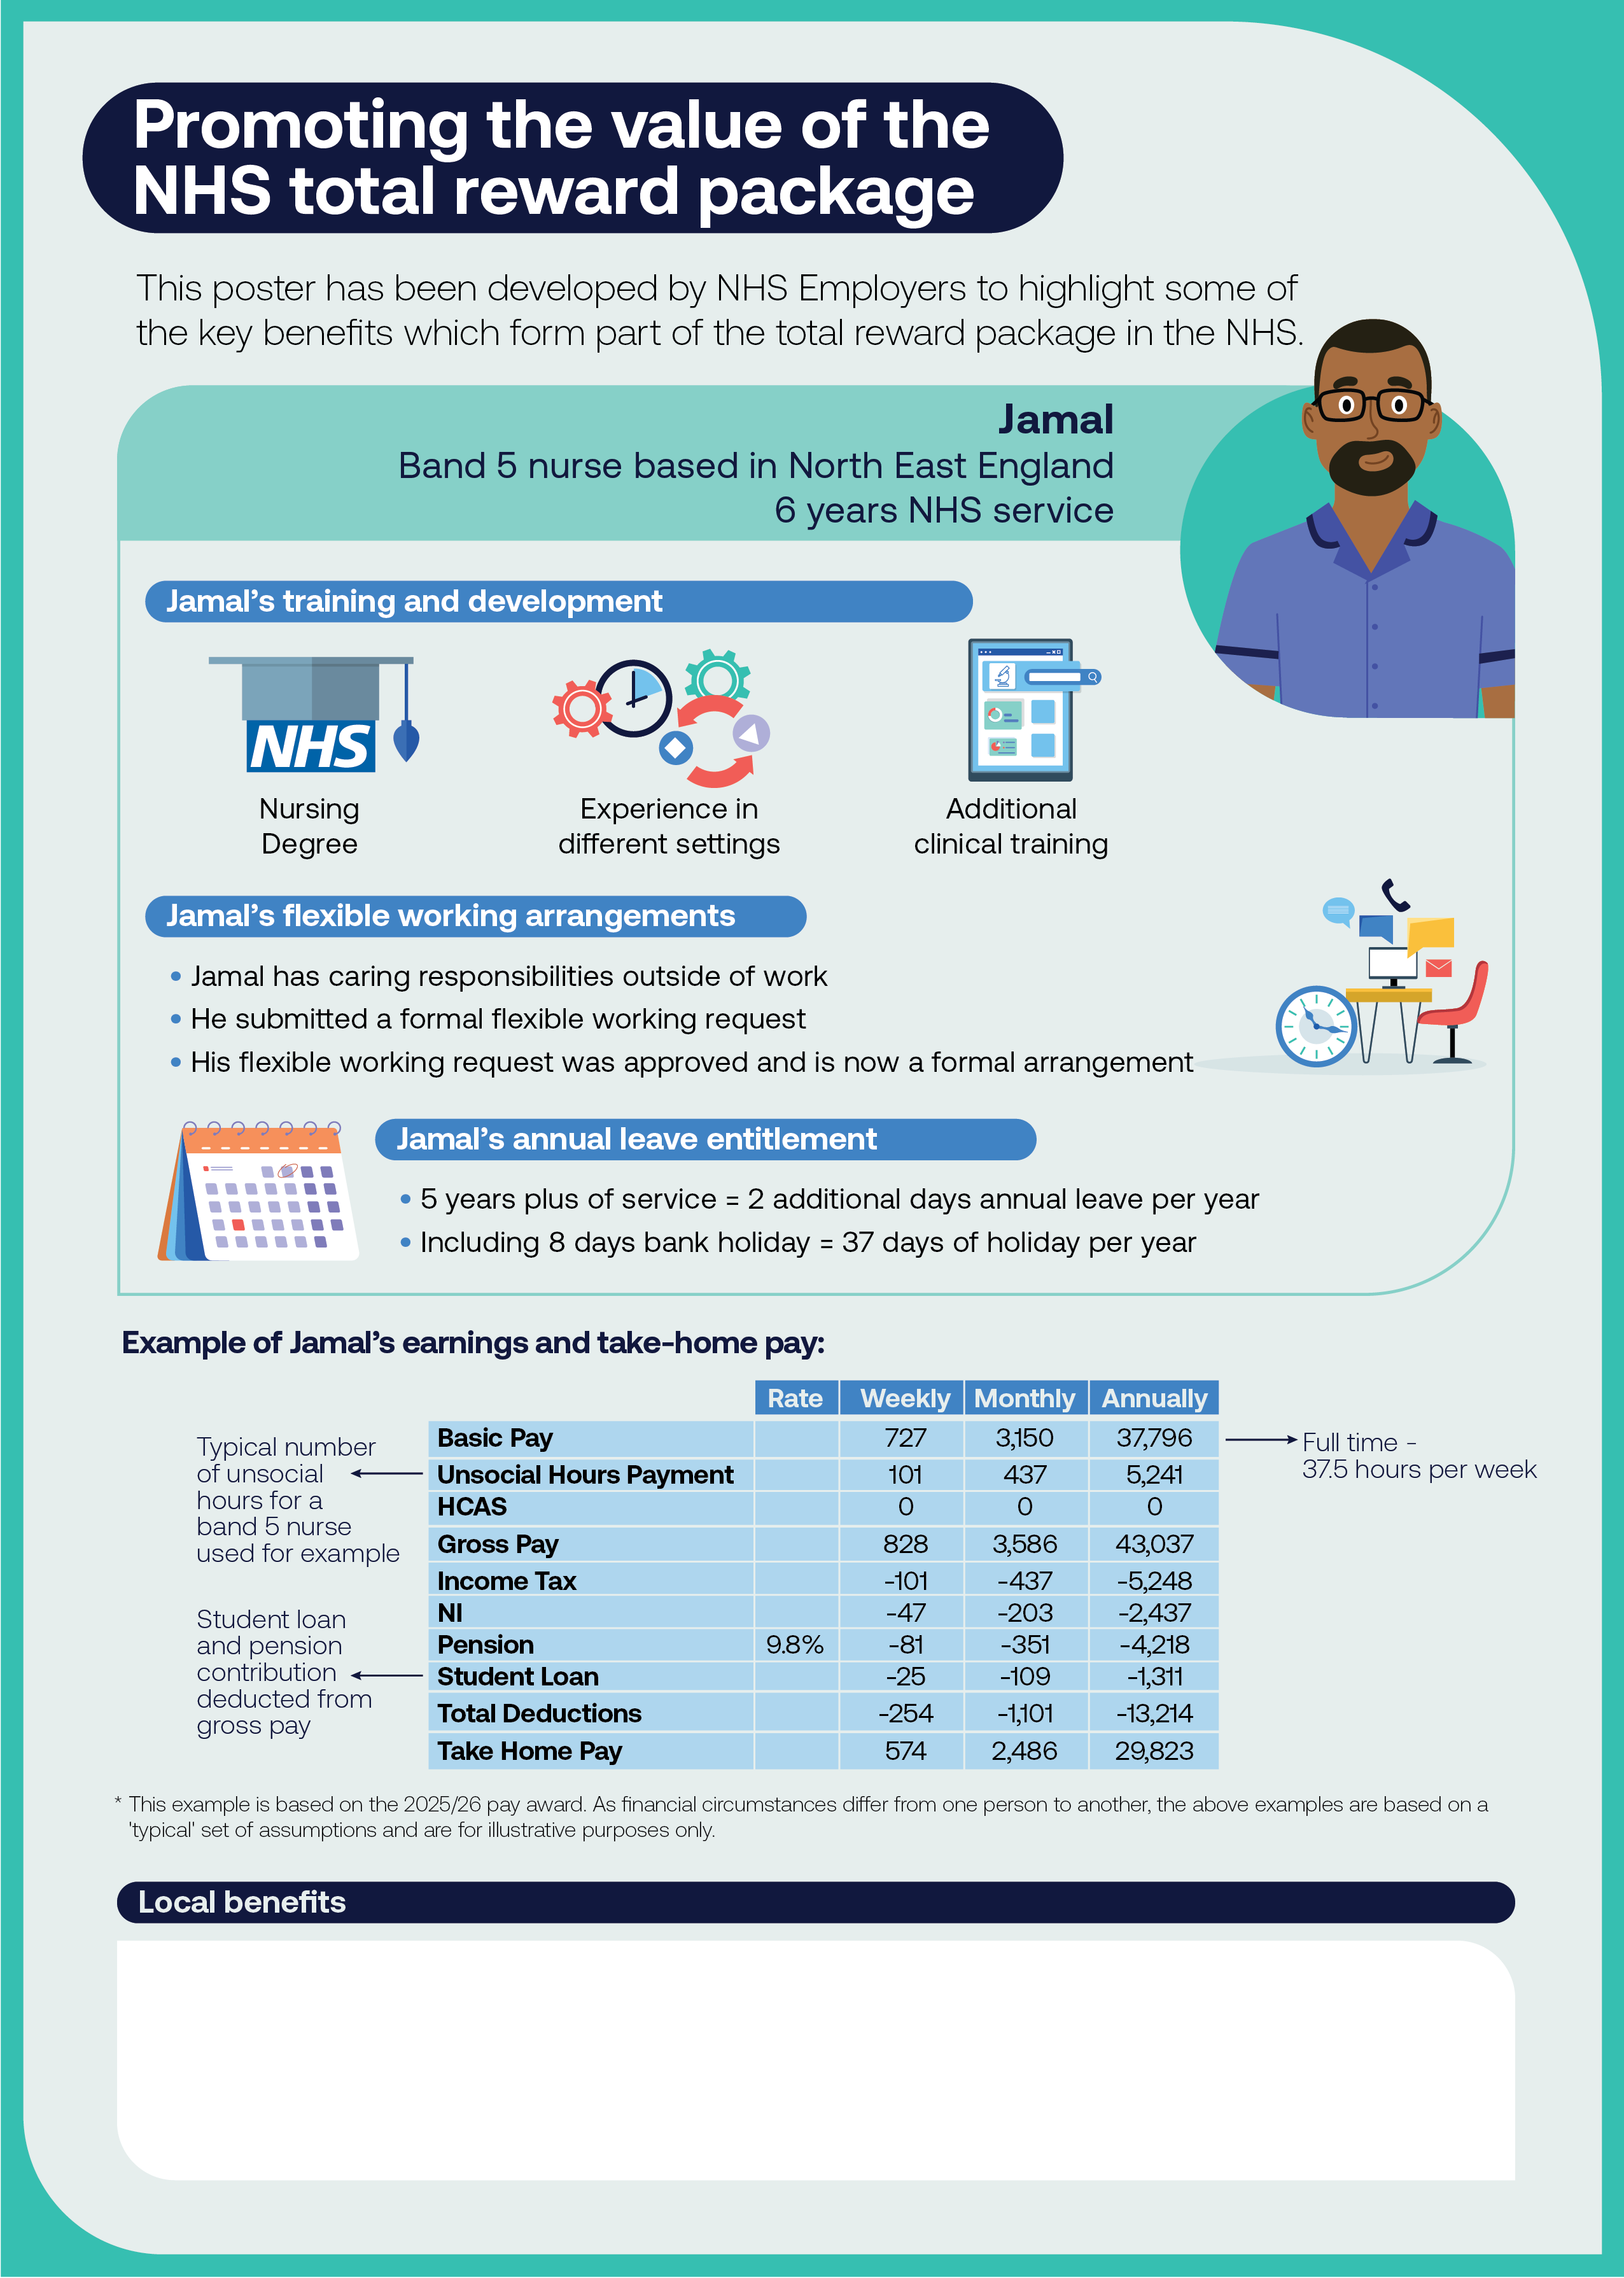 Promoting the value of the
NHS total reward package
This poster has been developed by NHS Employers to highlight some of
the key benefits which form part of the total reward package in the NHS.
Jamal
Band 5 nurse based in North East England
6 years NHS service
Jamal’s training and development
NHS
Nursing
Degree
Experience in
different settings
Additional
clinical training
Jamal’s flexible working arrangements
• Jamal has caring responsibilities outside of work
• He submitted a formal flexible working request
• His flexible working request was approved and is now a formal arrangement
Jamal’s annual leave entitlement
• 5 years plus of service = 2 additional days annual leave per year
• Including 8 days bank holiday = 37 days of holiday per year
Example of Jamal’s earnings and take-home pay:
Rate Weekly Monthly Annually
Basic Pay 727 3,150 37,796
Unsocial Hours Payment 101 437 5,241
HCAS 0 0 0
Gross Pay 828 3,586 43,037
Income Tax -101 -437 -5,248
NI -47 -203 -2,437
Pension 9.8% -81 -351 -4,218
Student Loan -25 -109 -1,311
Total Deductions -254 -1,101 -13,214
Take Home Pay 574 2,486 29,823
Typical number
of unsocial
hours for a
band 5 nurse
used for example
Student loan
and pension
contribution
deducted from
gross pay
Full time -
37.5 hours per week
* This example is based on the 2025/26 pay award. As financial circumstances differ from one person to another, the above examples are based on a
'typical' set of assumptions and are for illustrative purposes only.
Local benefits